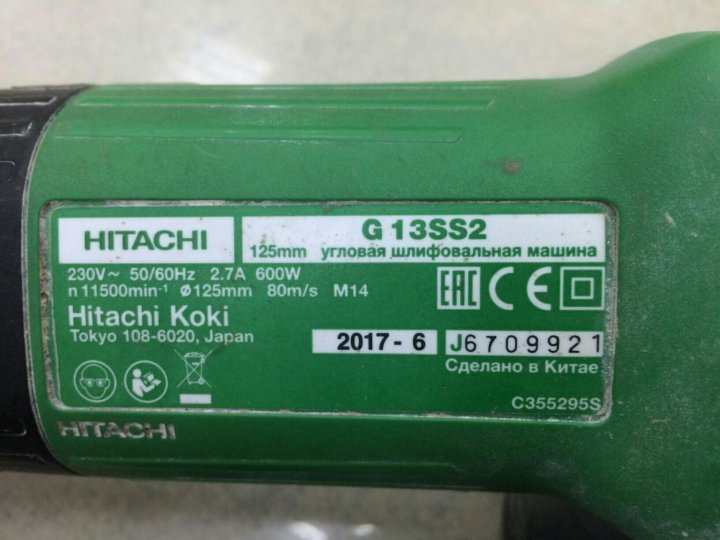 HITACHI
G 13SS2
125mm угловая шлифовальная машина
230V~ 50/60Hz 2.7A 600W
n 11500min⁻¹ ø125mm 80m/s M14
EAC CE
Hitachi Koki
Tokyo 108-6020, Japan
2017 - 6 J6709921
Сделано в Китае
C355295S
HITACHI